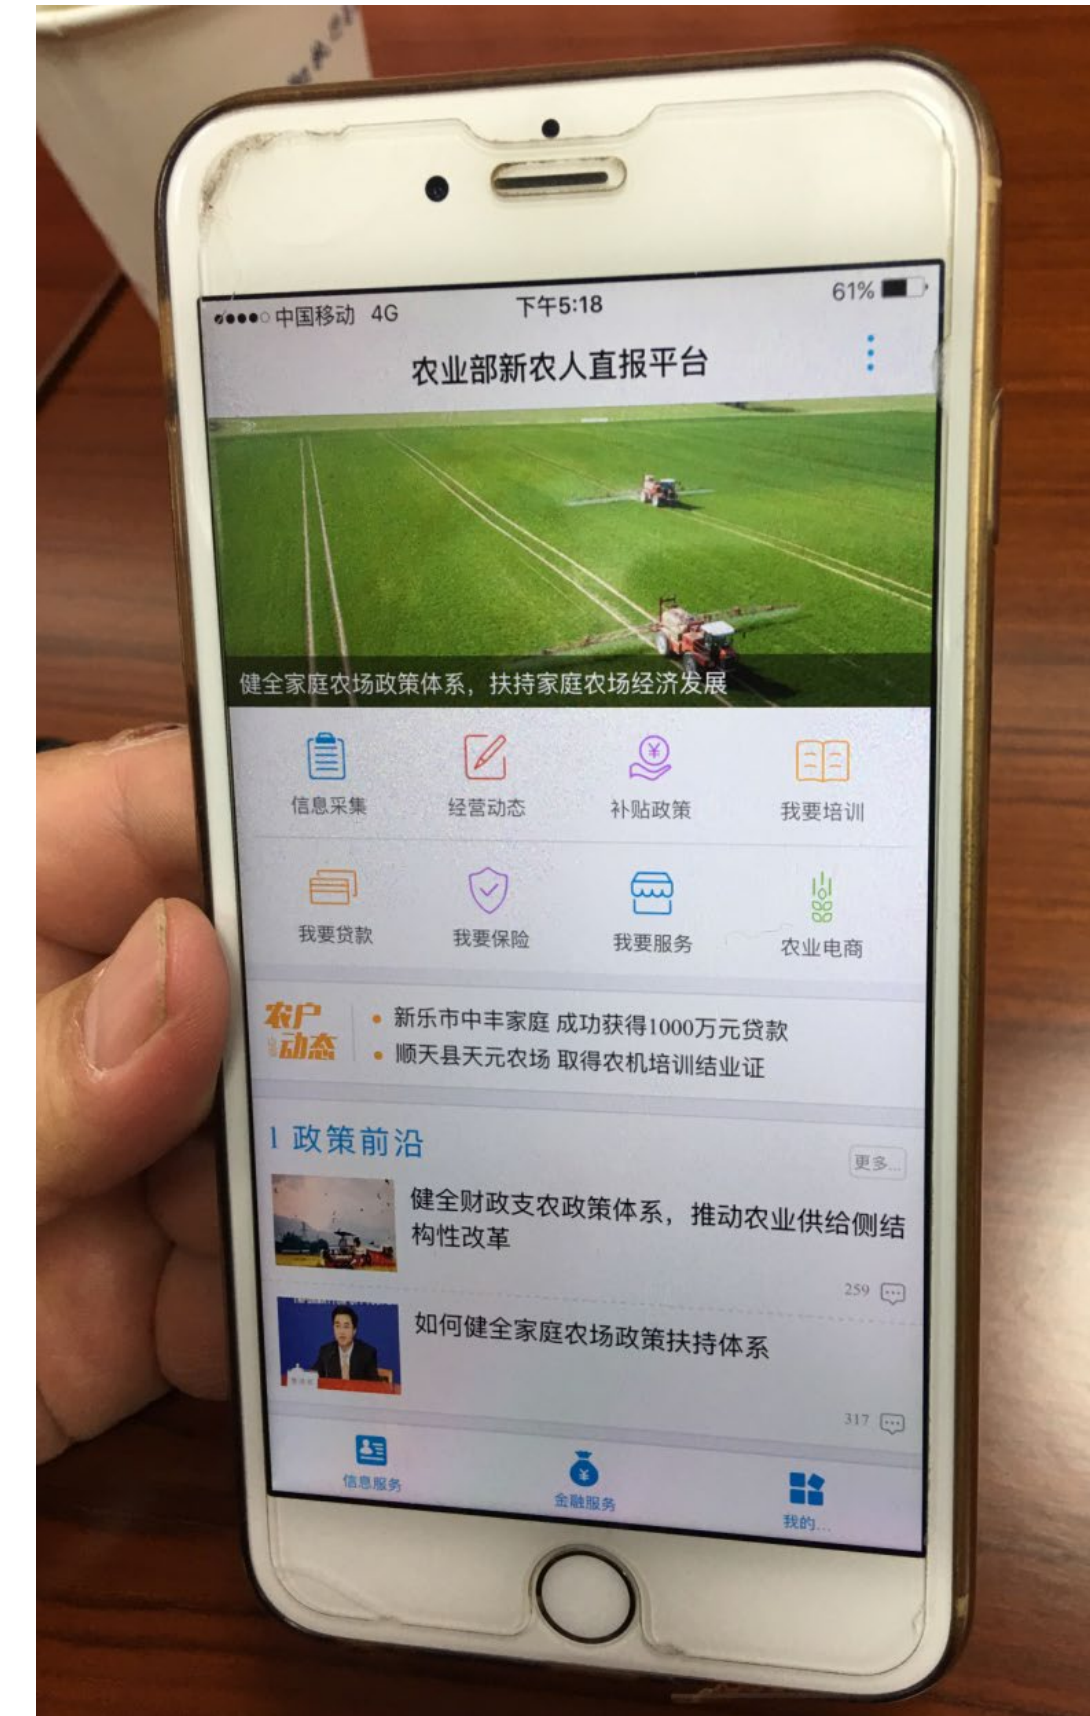 中国移动 4G 下午5:18 61%
农业部新农人直报平台
健全家庭农场政策体系，扶持家庭农场经济发展
信息采集 经营动态 补贴政策 我要培训
我要贷款 我要保险 我要服务 农业电商
农户
动态
• 新乐市中丰家庭 成功获得1000万元贷款
• 顺天县天元农场 取得农机培训结业证
1 政策前沿
更多...
健全财政支农政策体系，推动农业供给侧结
构性改革
259
如何健全家庭农场政策扶持体系
317
信息服务 金融服务 我的...